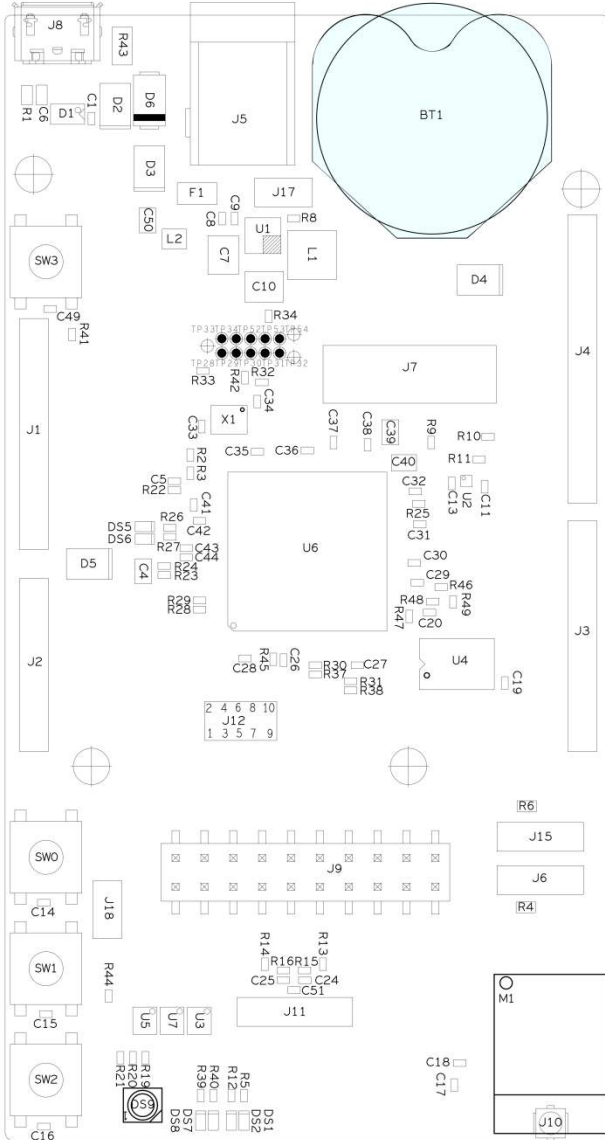 J8
R43
J5
BT1
R1
C6
D1
C1
D2
D6
D3
F1
J17
C50
L2
C8
C9
U1
R8
C7
L1
C10
D4
SW3
C49
R41
R34
TP33 TP34 TP52 TP53 TP54
TP28 TP29 TP30 TP31 TP32
R33
R42
R32
C34
J7
J4
J1
X1
C33
C37
C38
C39
R9
R10
R11
R2
R3
C35
C36
C40
C5
R22
C32
C13
U2
C11
C41
R25
C31
DS5
DS6
R26
R27
C42
C43
C44
U6
C30
D5
C4
R24
R23
C29
R46
R29
R28
R48
C20
R47
R49
J2
J3
C28
R45
C26
R30
R37
C27
R31
R38
U4
C19
2 4 6 8 10
J12
1 3 5 7 9
R6
J15
SW0
J9
J6
C14
J18
R4
SW1
R14
R16
R15
R13
C25
C24
C51
R44
C15
U5
U7
U3
J11
M1
SW2
R21
R20
R19
DS9
C18
C17
R39
R40
R12
R5
DS8
DS7
DS2
DS1
C16
J10